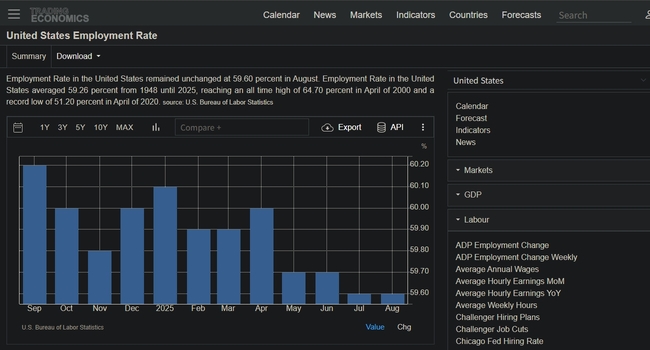 TRADING
ECONOMICS
Calendar News Markets Indicators Countries Forecasts Search
United States Employment Rate
Summary Download
Employment Rate in the United States remained unchanged at 59.60 percent in August. Employment Rate in the United
States averaged 59.26 percent from 1948 until 2025, reaching an all time high of 64.70 percent in April of 2000 and a
record low of 51.20 percent in April of 2020. source: U.S. Bureau of Labor Statistics
1Y 3Y 5Y 10Y MAX Compare + Export API
%
60.20
60.10
60.00
59.90
59.80
59.70
59.60
Sep Oct Nov Dec 2025 Feb Mar Apr May Jun Jul Aug
U.S. Bureau of Labor Statistics Value Chg
United States
Calendar
Forecast
Indicators
News
Markets
GDP
Labour
ADP Employment Change
ADP Employment Change Weekly
Average Annual Wages
Average Hourly Earnings MoM
Average Hourly Earnings YoY
Average Weekly Hours
Challenger Hiring Plans
Challenger Job Cuts
Chicago Fed Hiring Rate